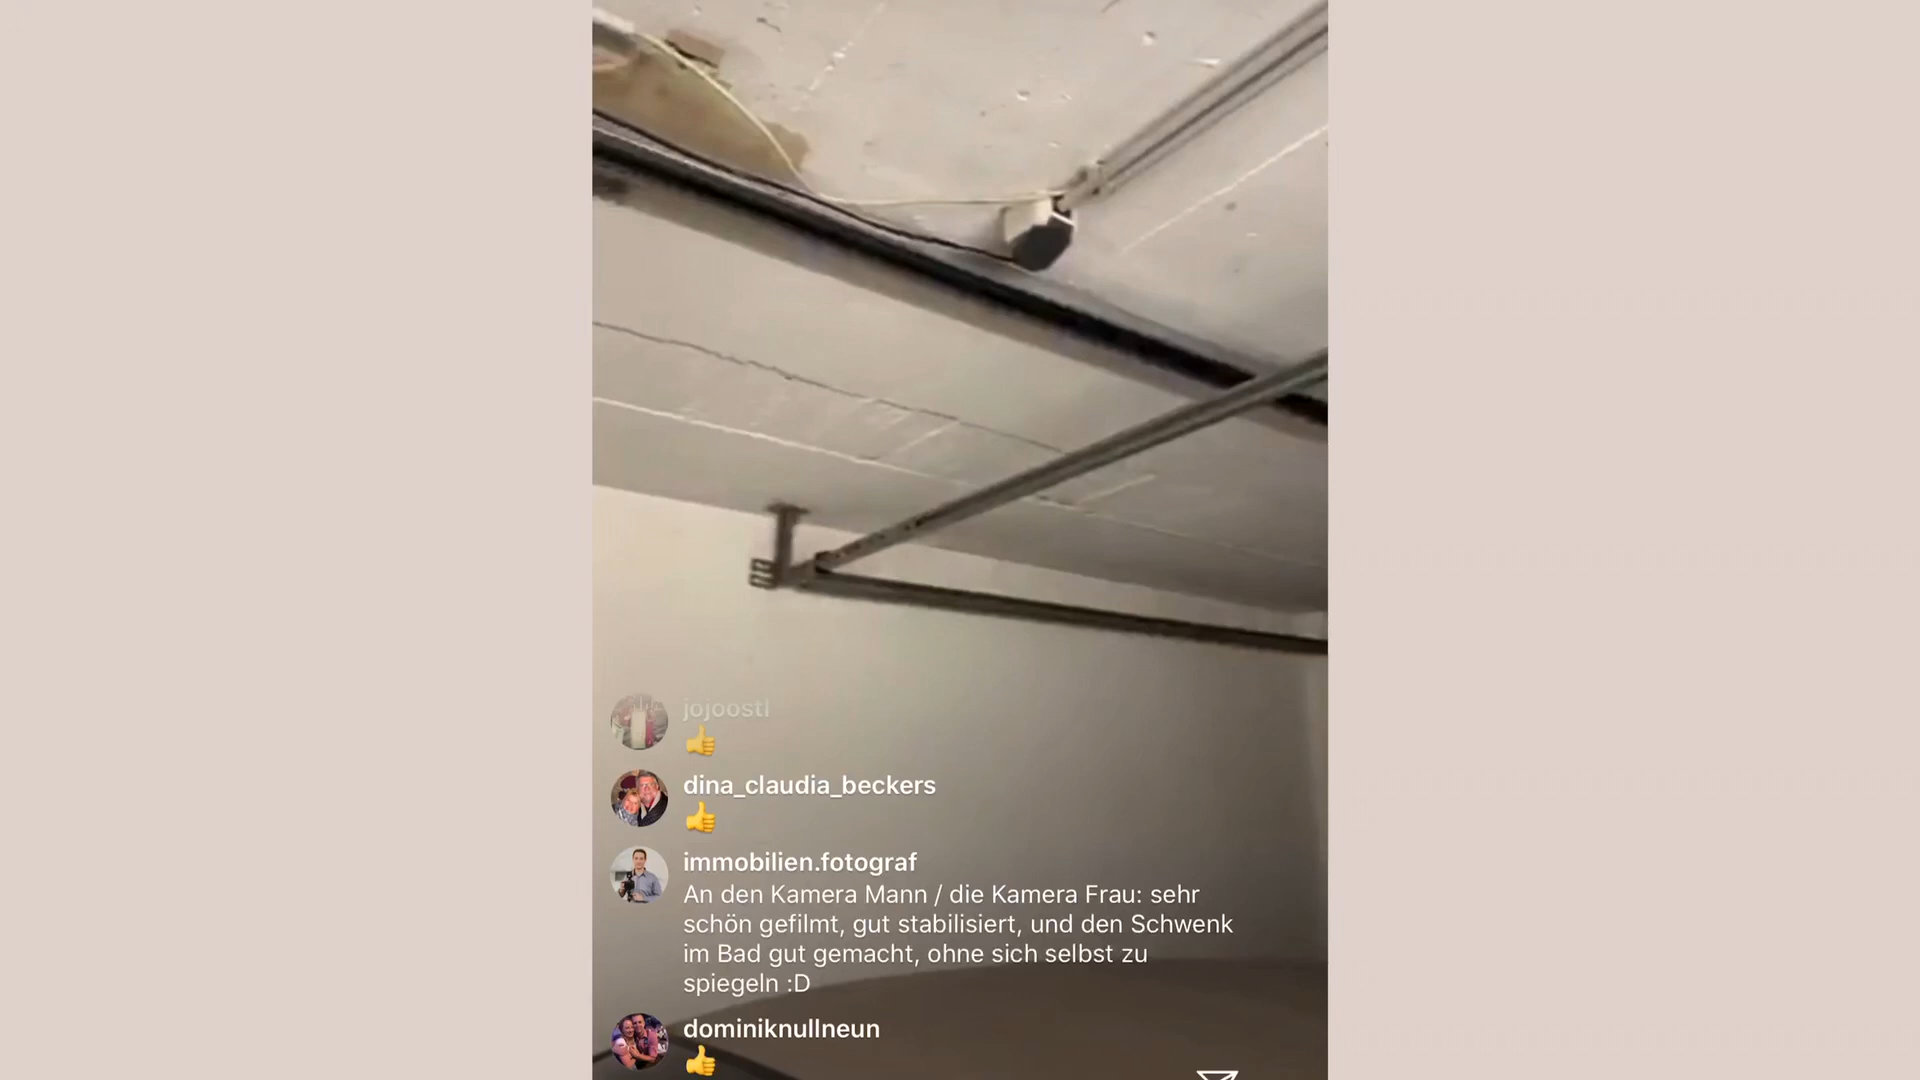 jojoostl
👍
dina_claudia_beckers
👍
immobilien.fotograf
An den Kamera Mann / die Kamera Frau: sehr
schön gefilmt, gut stabilisiert, und den Schwenk
im Bad gut gemacht, ohne sich selbst zu
spiegeln :D
dominiknullneun
👍